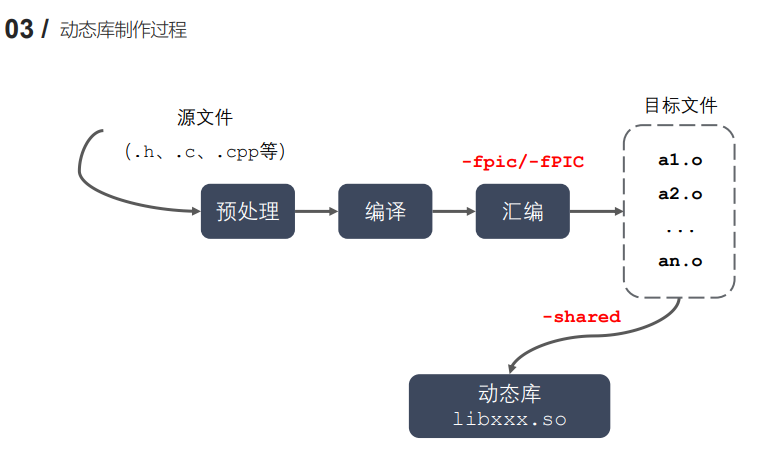 03 / 动态库制作过程
源文件
（.h、.c、.cpp等）
目标文件
-fpic/-fPIC
预处理
编译
汇编
a1.o
a2.o
...
an.o
-shared
动态库
libxxx.so